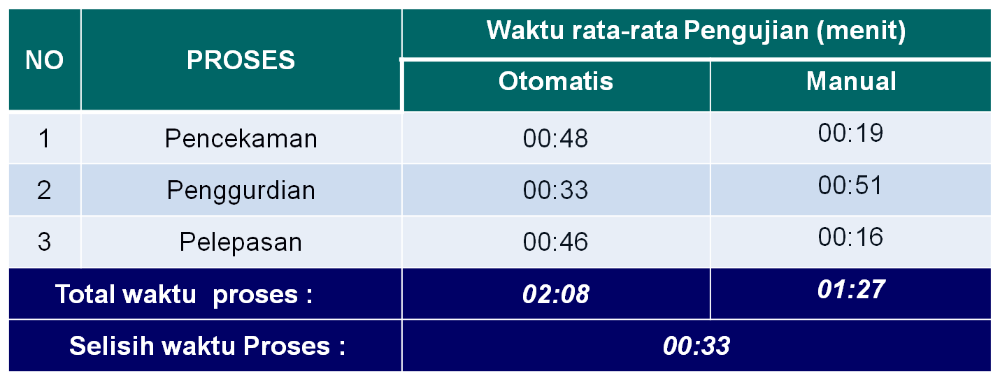 NO PROSES Waktu rata-rata Pengujian (menit)
Otomatis Manual
1 Pencekaman 00:48 00:19
2 Penggurdian 00:33 00:51
3 Pelepasan 00:46 00:16
Total waktu proses : 02:08 01:27
Selisih waktu Proses : 00:33